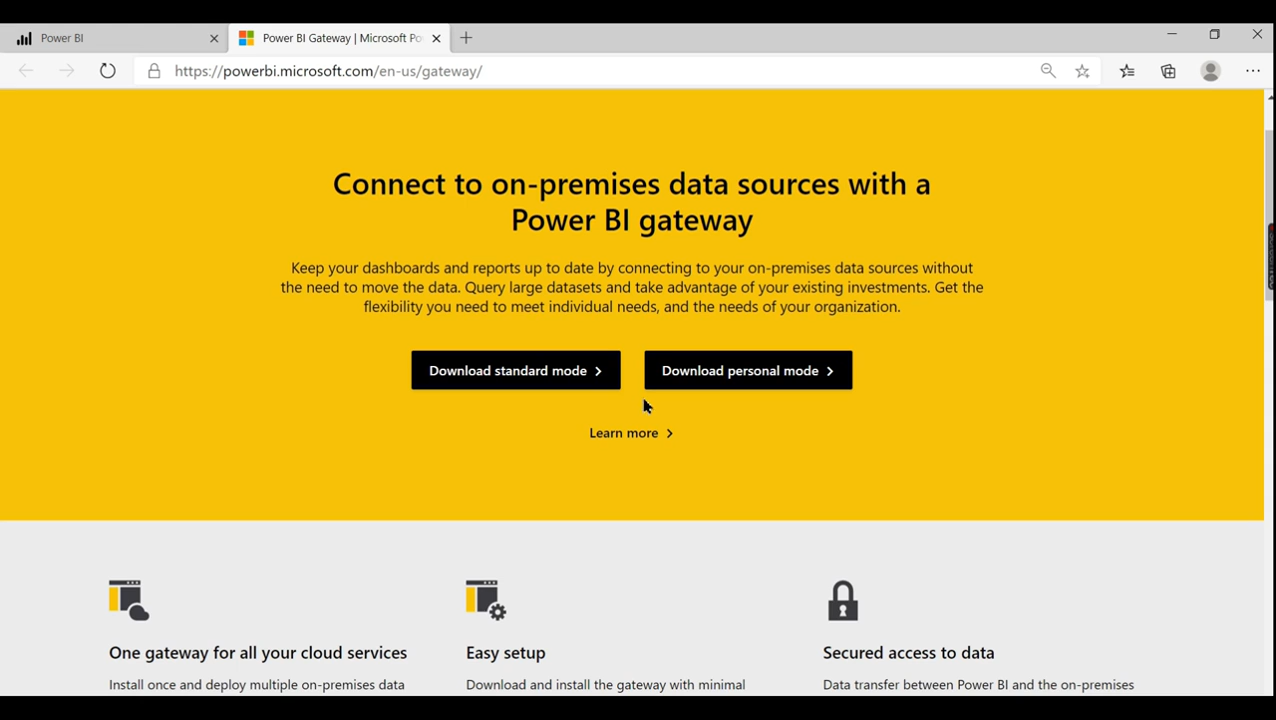 Power BI
Power BI Gateway | Microsoft Po
https://powerbi.microsoft.com/en-us/gateway/
Connect to on-premises data sources with a
Power BI gateway
Keep your dashboards and reports up to date by connecting to your on-premises data sources without
the need to move the data. Query large datasets and take advantage of your existing investments. Get the
flexibility you need to meet individual needs, and the needs of your organization.
Download standard mode
Download personal mode
Learn more
One gateway for all your cloud services
Easy setup
Secured access to data
Install once and deploy multiple on-premises data
Download and install the gateway with minimal
Data transfer between Power BI and the on-premises